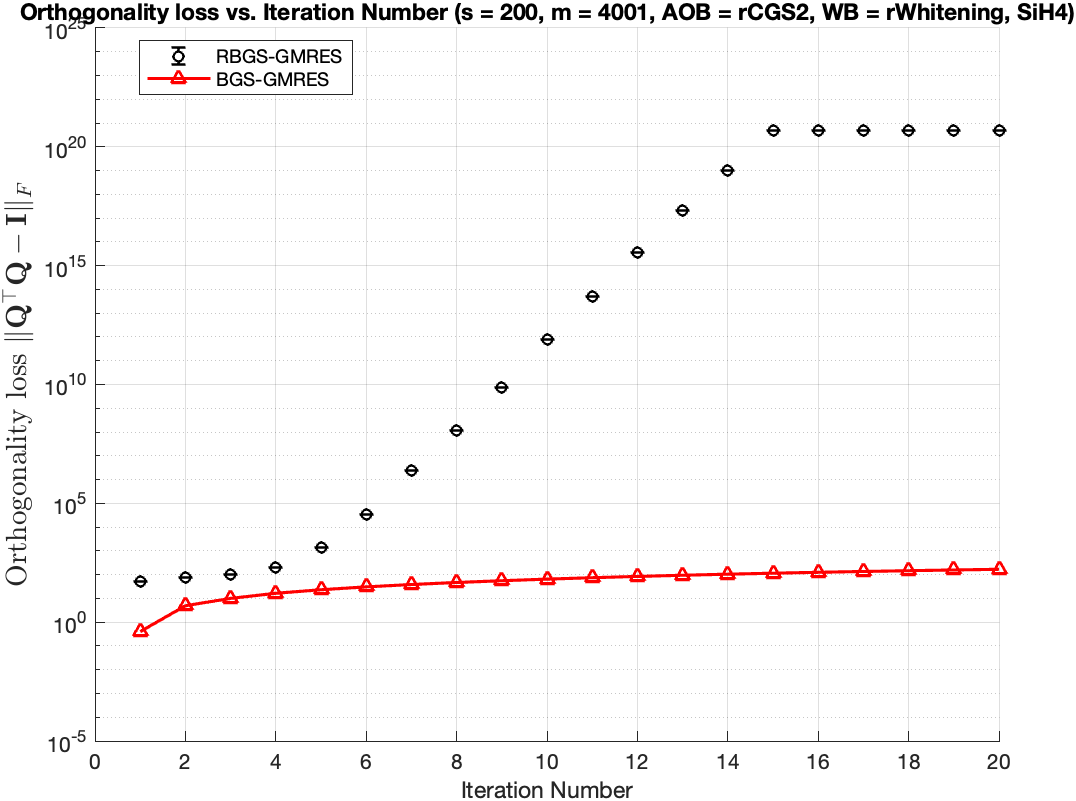 Orthogonality loss vs. Iteration Number (s = 200, m = 4001, AOB = rCGS2, WB = rWhitening, SiH4)
10^25
RBGS-GMRES
BGS-GMRES
10^20
10^15
10^10
10^5
10^0
10^-5
Orthogonality loss ||Q^⊤Q − I||_F
0 2 4 6 8 10 12 14 16 18 20
Iteration Number